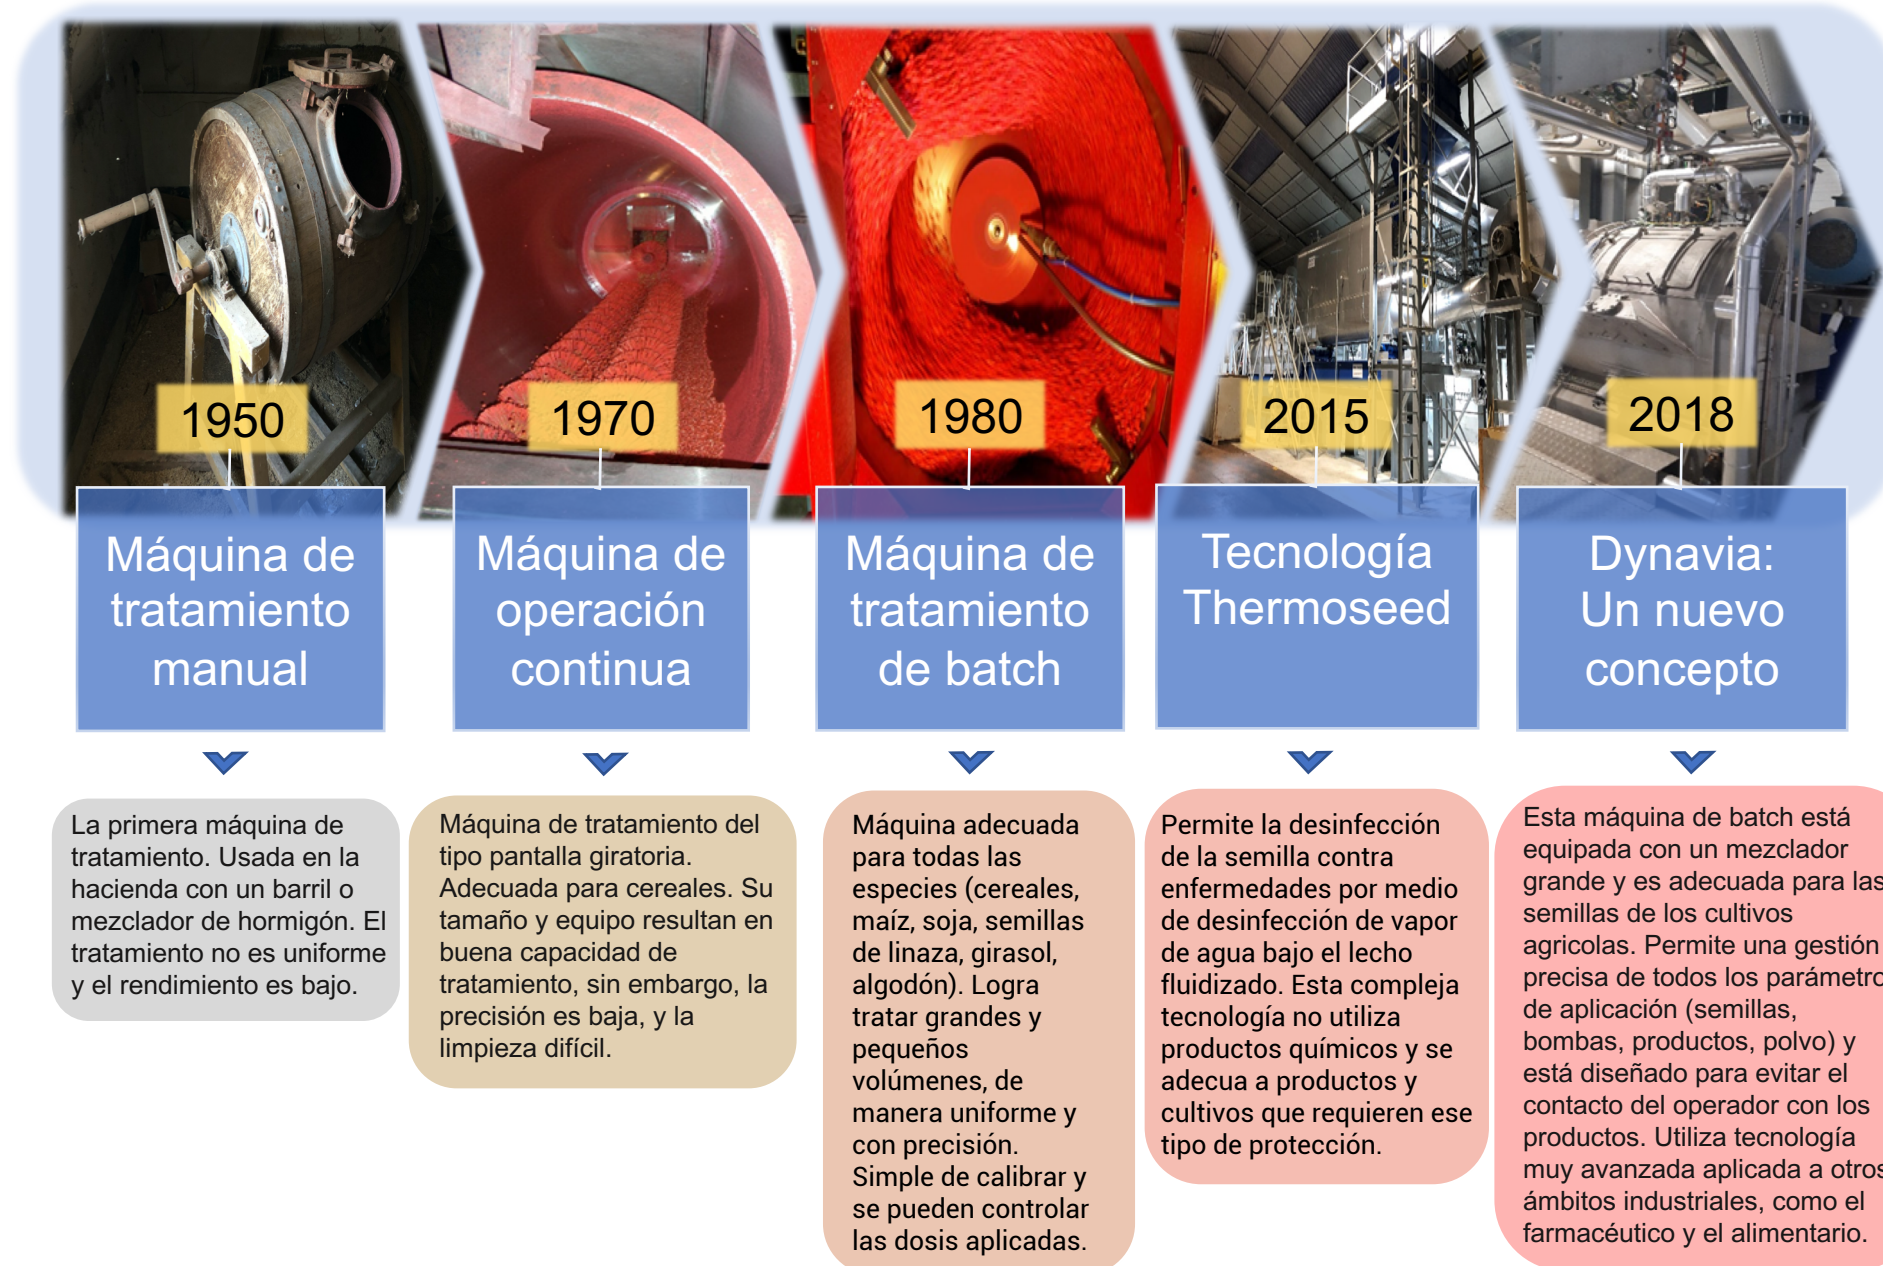 1950
1970
1980
2015
2018
Máquina de
tratamiento
manual
Máquina de
operación
continua
Máquina de
tratamiento
de batch
Tecnología
Thermoseed
Dynavia:
Un nuevo
concepto
La primera máquina de
tratamiento. Usada en la
hacienda con un barril o
mezclador de hormigón. El
tratamiento no es uniforme
y el rendimiento es bajo.
Máquina de tratamiento del
tipo pantalla giratoria.
Adecuada para cereales. Su
tamaño y equipo resultan en
buena capacidad de
tratamiento, sin embargo, la
precisión es baja, y la
limpieza difícil.
Máquina adecuada
para todas las
especies (cereales,
maíz, soja, semillas
de linaza, girasol,
algodón). Logra
tratar grandes y
pequeños
volúmenes, de
manera uniforme y
con precisión.
Simple de calibrar y
se pueden controlar
las dosis aplicadas.
Permite la desinfección
de la semilla contra
enfermedades por medio
de desinfección de vapor
de agua bajo el lecho
fluidizado. Esta compleja
tecnología no utiliza
productos químicos y se
adecua a productos y
cultivos que requieren ese
tipo de protección.
Esta máquina de batch está
equipada con un mezclador
grande y es adecuada para las
semillas de los cultivos
agricolas. Permite una gestión
precisa de todos los parámetro
de aplicación (semillas,
bombas, productos, polvo) y
está diseñado para evitar el
contacto del operador con los
productos. Utiliza tecnología
muy avanzada aplicada a otros
ámbitos industriales, como el
farmacéutico y el alimentario.